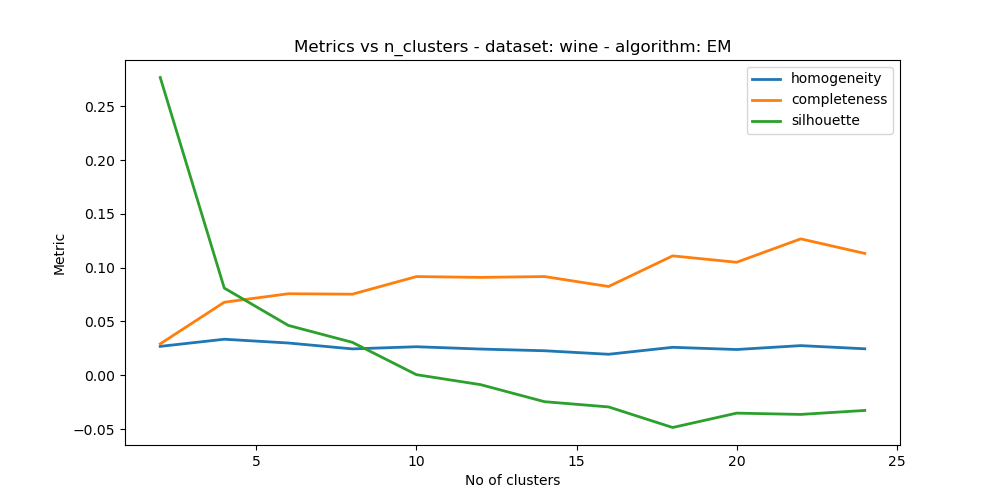 Metrics vs n_clusters - dataset: wine - algorithm: EM
homogeneity
completeness
silhouette
Metric
0.25
0.20
0.15
0.10
0.05
0.00
−0.05
5
10
15
20
25
No of clusters